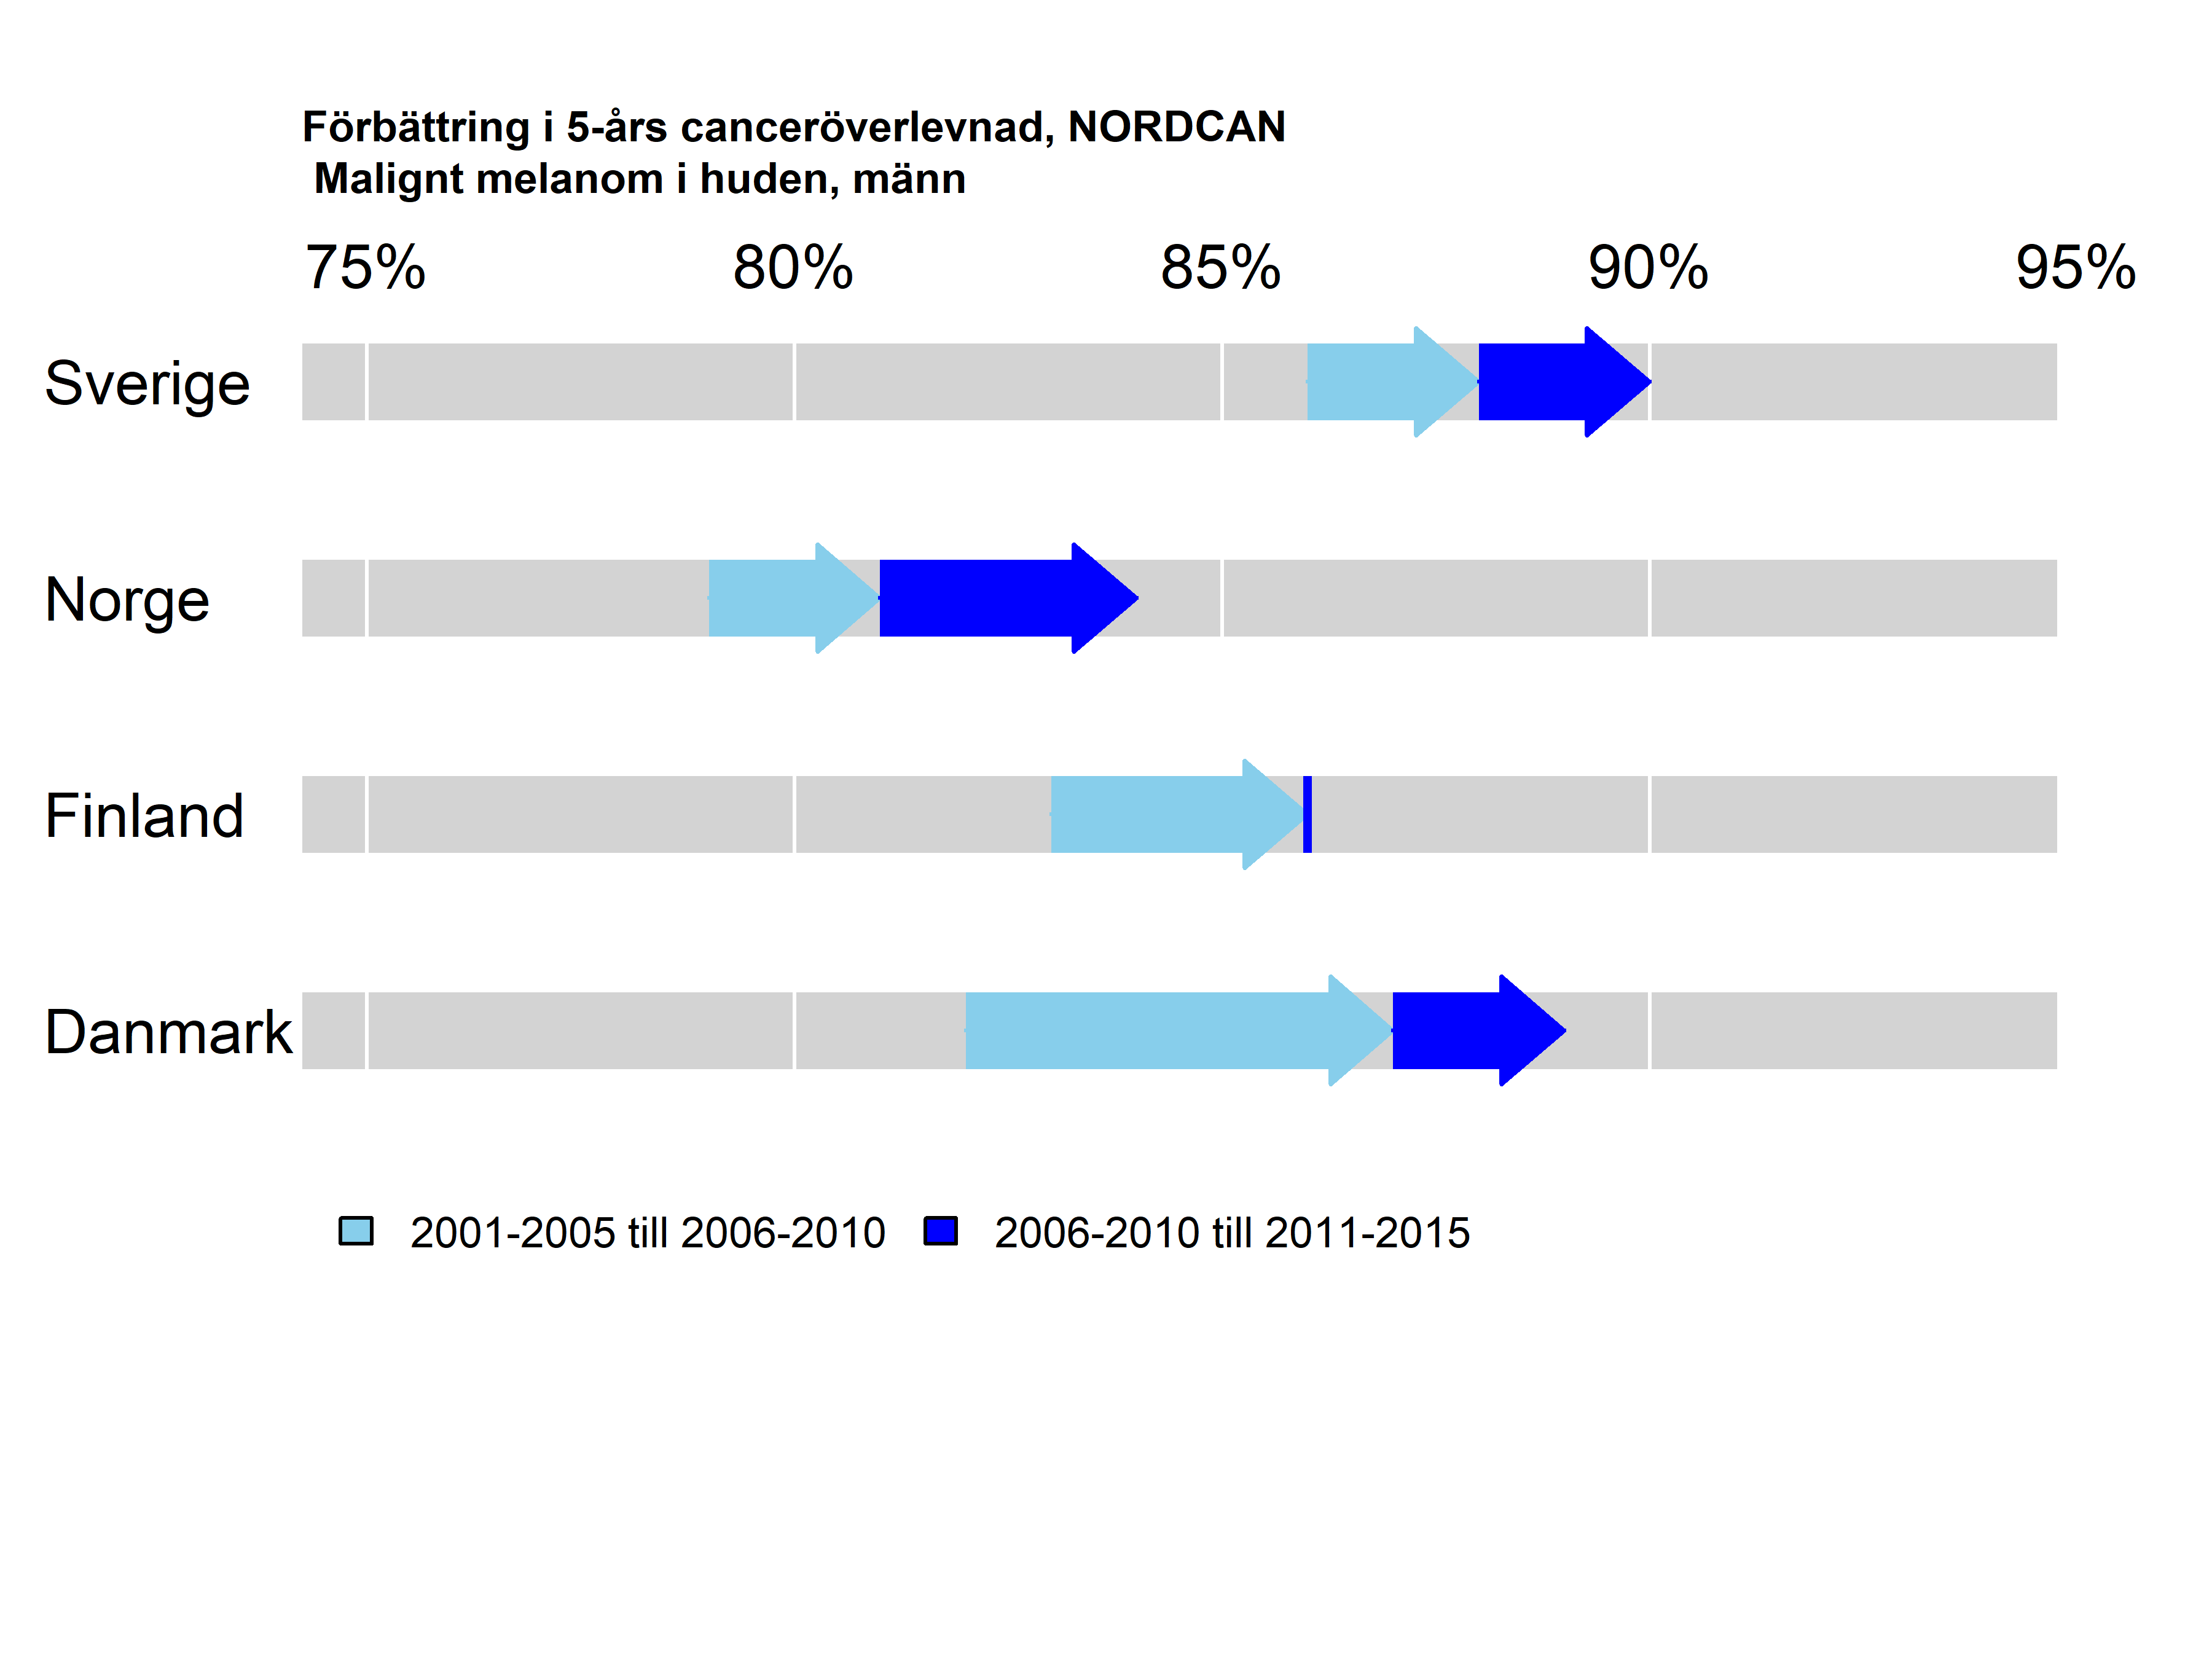 Förbättring i 5-års canceröverlevnad, NORDCAN
Malignt melanom i huden, männ
75% 80% 85% 90% 95%
Sverige
Norge
Finland
Danmark
2001-2005 till 2006-2010 2006-2010 till 2011-2015